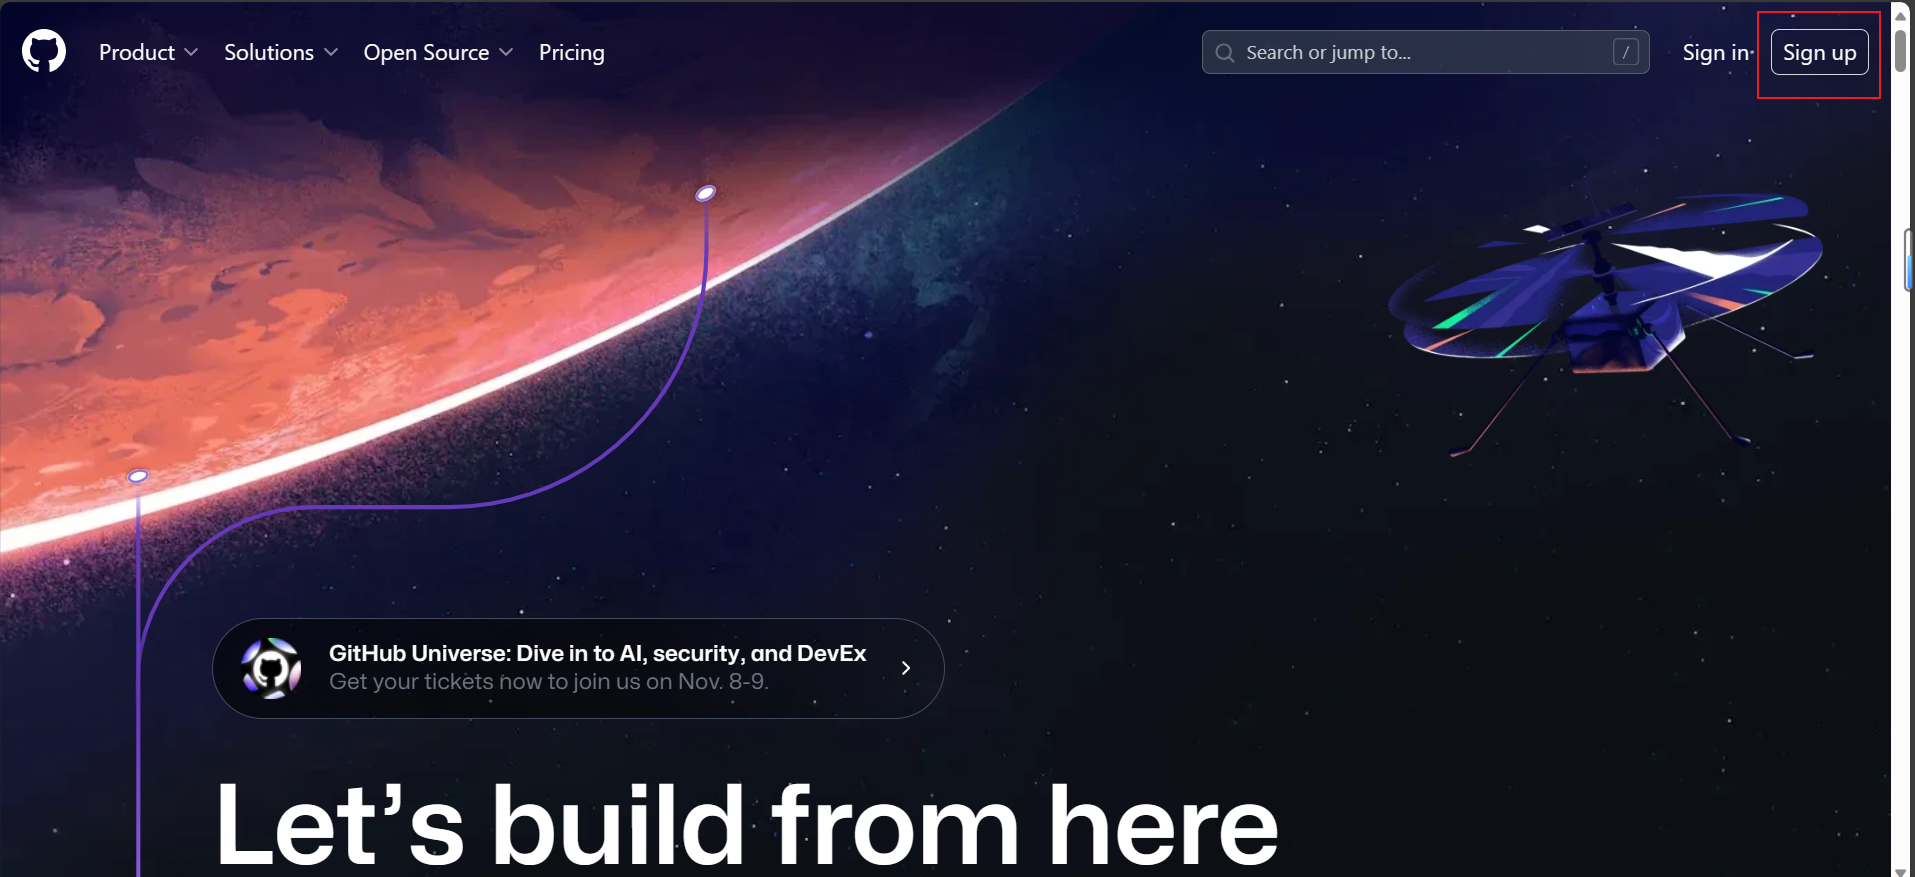 Product
Solutions
Open Source
Pricing
Search or jump to...
/
Sign in
Sign up
GitHub Universe: Dive in to AI, security, and DevEx
Get your tickets now to join us on Nov. 8-9.
Let’s build from here